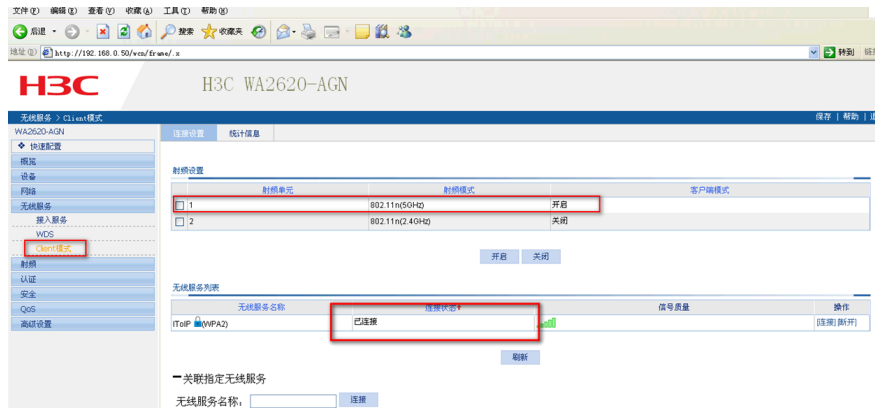 文件(F) 编辑(E) 查看(V) 收藏(A) 工具(T) 帮助(H)
后退 搜索 收藏夹
地址(D) http://192.168.0.50/wcn/frame/.x 转到
H3C H3C WA2620-AGN
无线服务 > Client模式 保存 | 帮助 |
WA2620-AGN 连接设置 统计信息
快速配置
概览
设备 射频设置
网络 射频单元 射频模式 客户端模式
无线服务 1 802.11n(5GHz) 开启
接入服务 2 802.11n(2.4GHz) 关闭
WDS
Client模式 开启 关闭
射频
认证
安全 无线服务列表
QoS 无线服务名称 连接状态 信号质量 操作
高级设置 IToIP (WPA2) 已连接 [连接] [断开]
刷新
关联指定无线服务
无线服务名称: 连接